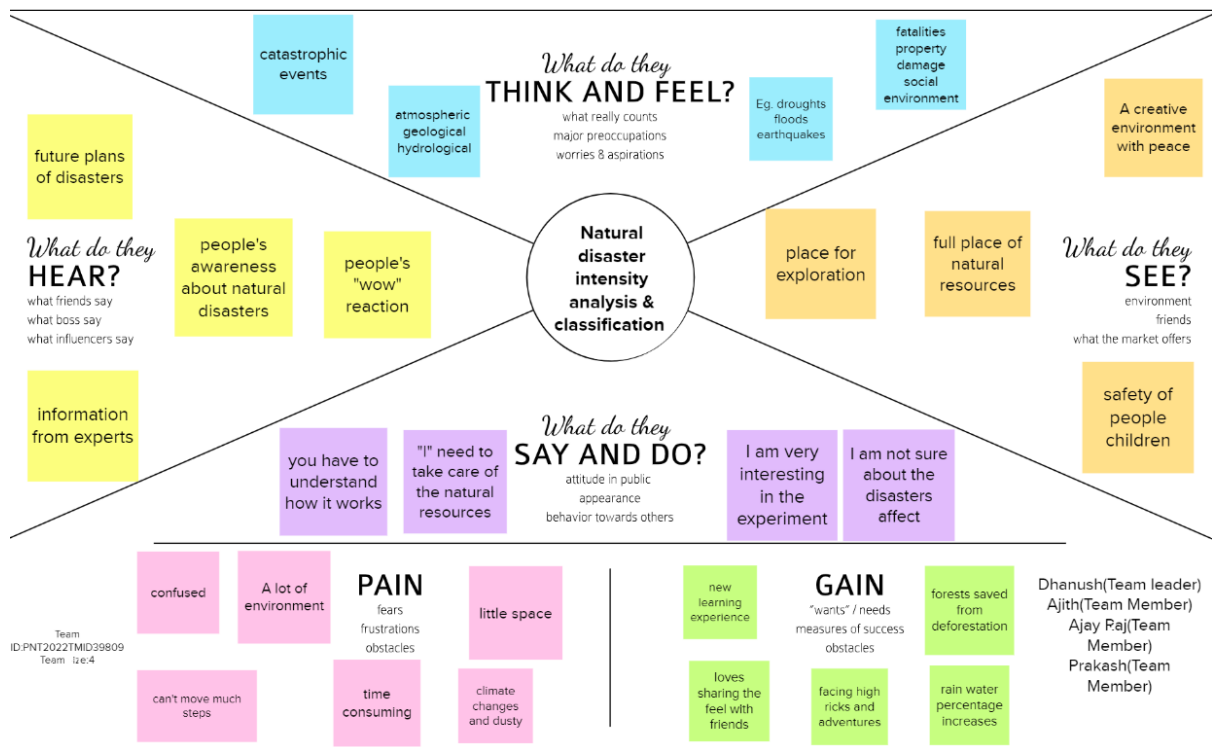 catastrophic
events
atmospheric
geological
hydrological
What do they
THINK AND FEEL?
what really counts
major preoccupations
worries & aspirations
Eg. droughts
floods
earthquakes
fatalities
property
damage
social
environment
future plans
of disasters
What do they
HEAR?
what friends say
what boss say
what influencers say
people's
awareness
about natural
disasters
people's
"wow"
reaction
information
from experts
Natural
disaster
intensity
analysis &
classification
A creative
environment
with peace
place for
exploration
full place of
natural
resources
What do they
SEE?
environment
friends
what the market offers
safety of
people
children
What do they
SAY AND DO?
attitude in public
appearance
behavior towards others
you have to
understand
how it works
"I" need to
take care of
the natural
resources
I am very
interesting
in the
experiment
I am not sure
about the
disasters
affect
PAIN
fears
frustrations
obstacles
confused
A lot of
environment
little space
can't move much
steps
time
consuming
climate
changes
and dusty
Team
ID:PNT2022TMID39809
Team
GAIN
"wants" / needs
measures of success
obstacles
new
learning
experience
forests saved
from
deforestation
loves
sharing the
feel with
friends
facing high
ricks and
adventures
rain water
percentage
increases
Dhanush(Team leader)
Ajith(Team Member)
Ajay Raj(Team
Member)
Prakash(Team
Member)